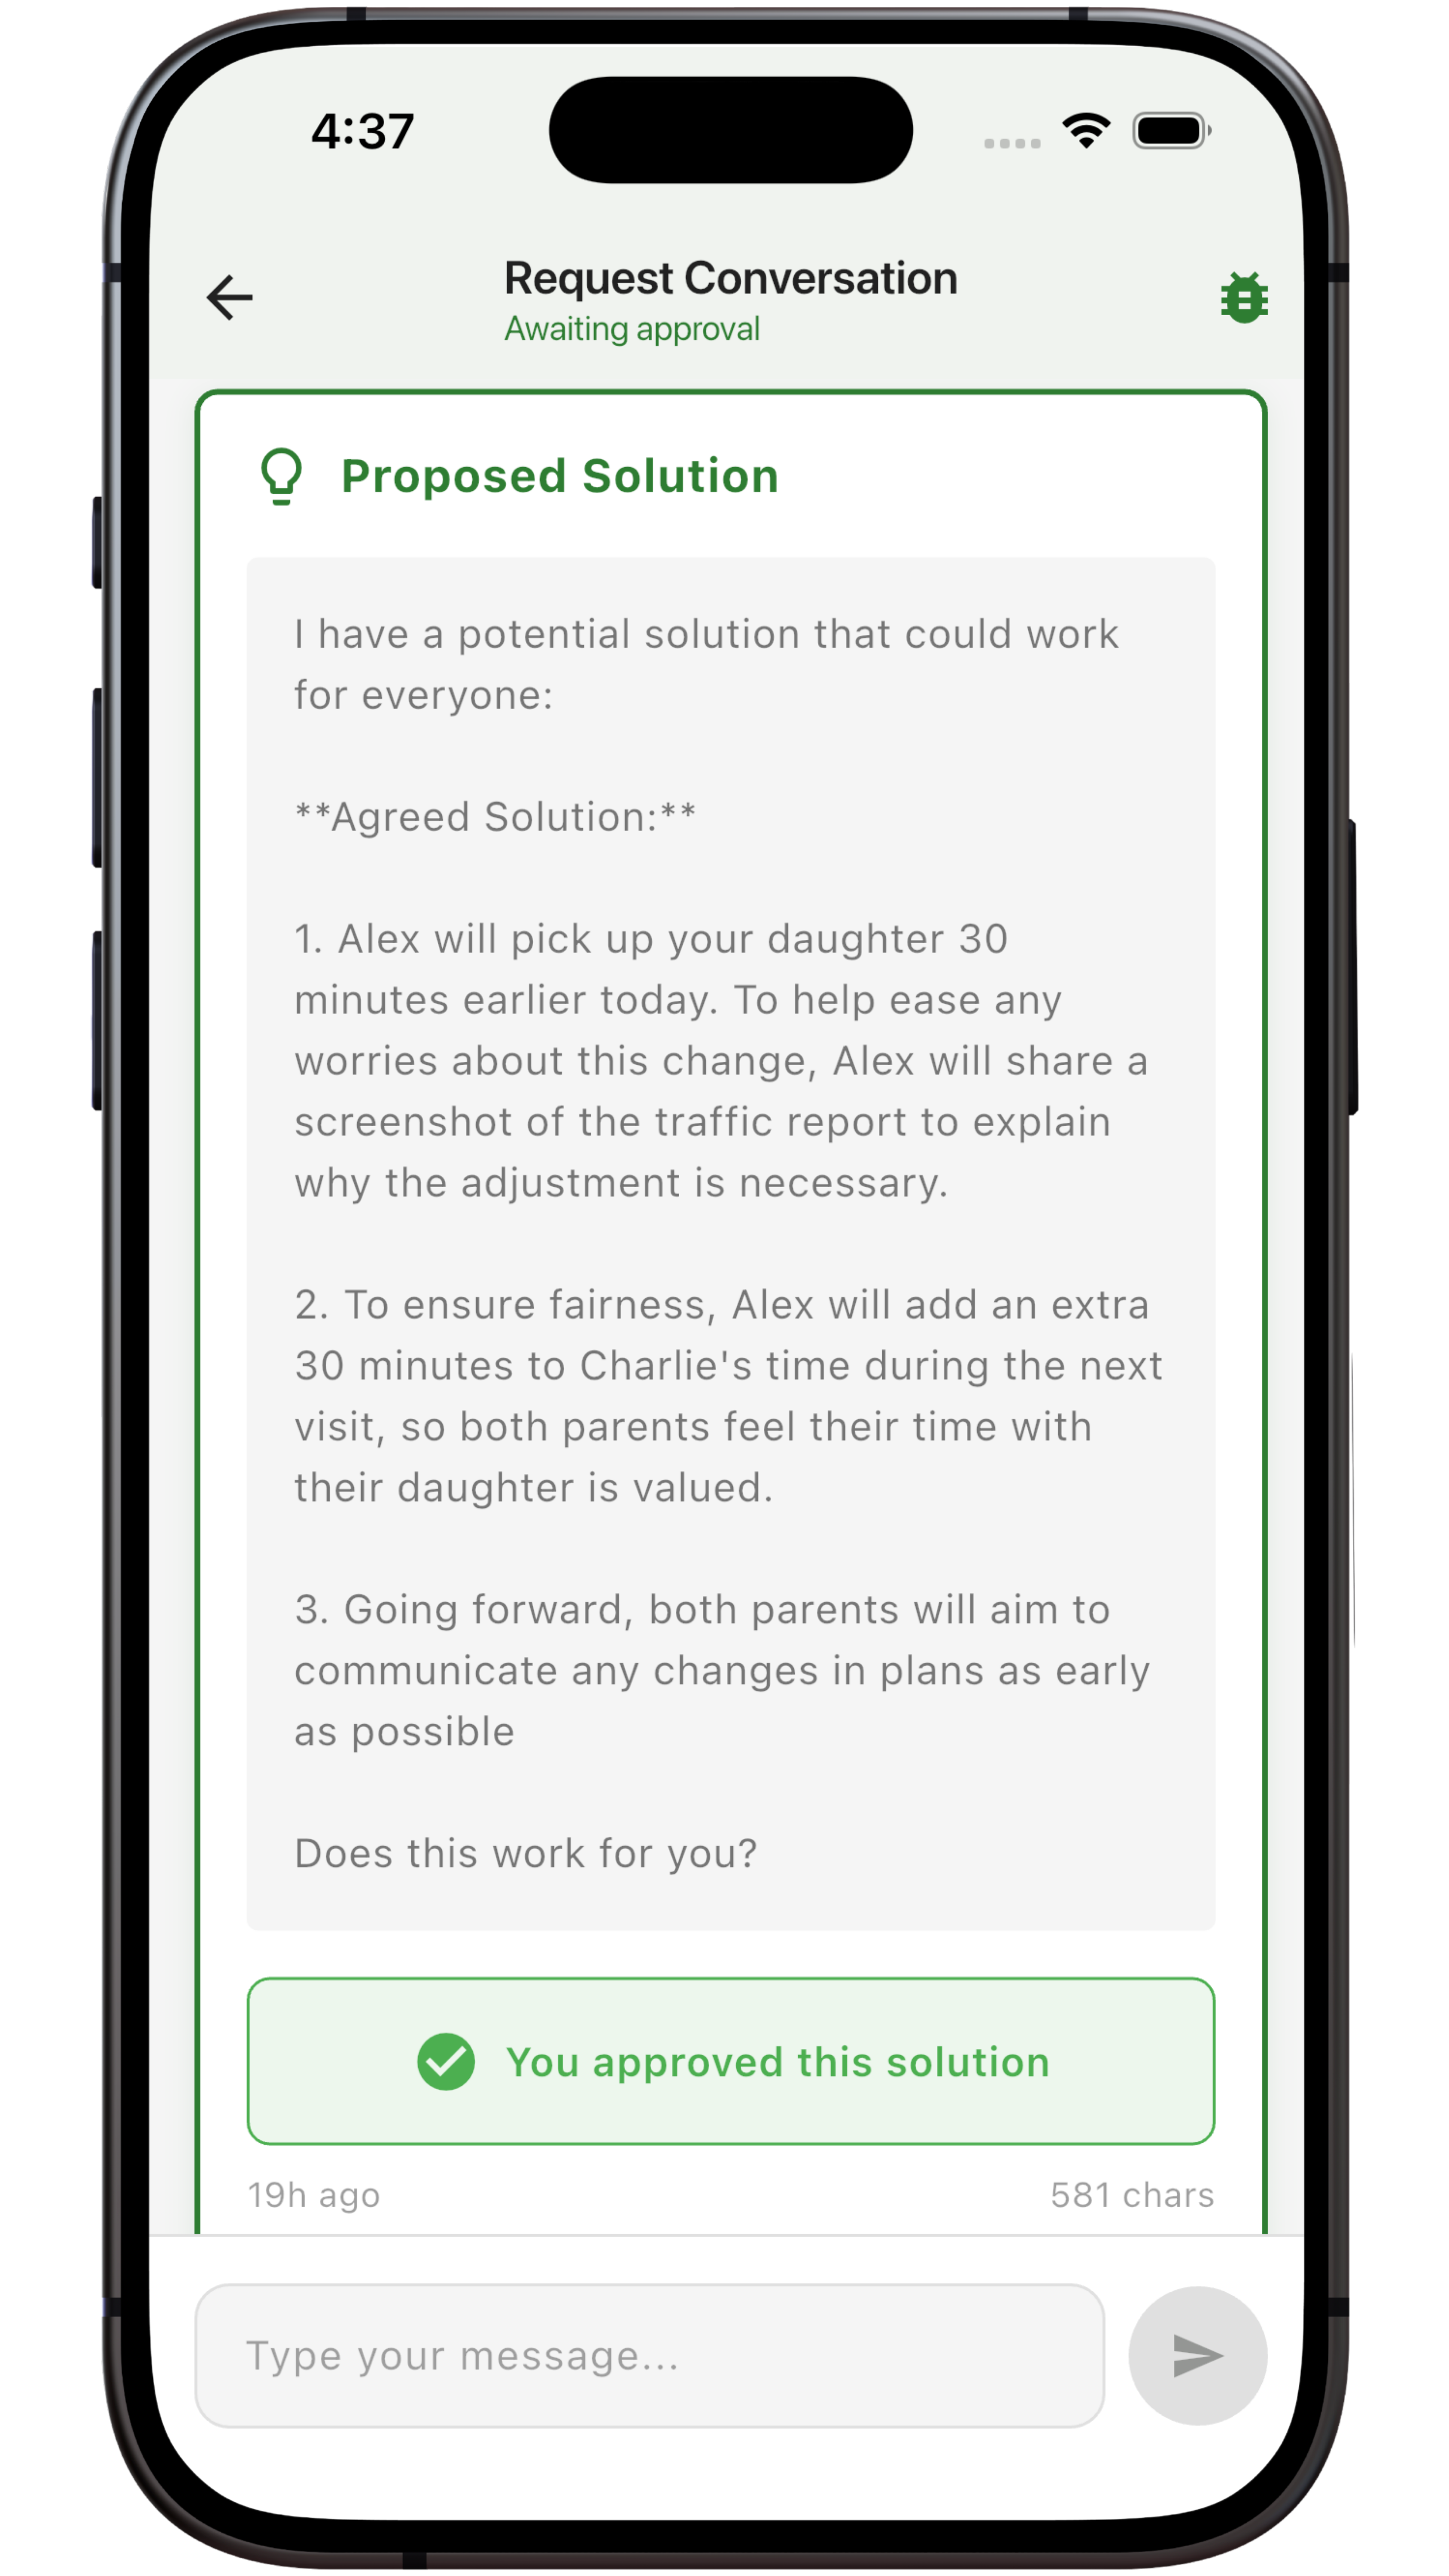 4:37
Request Conversation
Awaiting approval
Proposed Solution
I have a potential solution that could work
for everyone:
**Agreed Solution:**
1. Alex will pick up your daughter 30
minutes earlier today. To help ease any
worries about this change, Alex will share a
screenshot of the traffic report to explain
why the adjustment is necessary.
2. To ensure fairness, Alex will add an extra
30 minutes to Charlie's time during the next
visit, so both parents feel their time with
their daughter is valued.
3. Going forward, both parents will aim to
communicate any changes in plans as early
as possible
Does this work for you?
You approved this solution
19h ago 581 chars
Type your message...